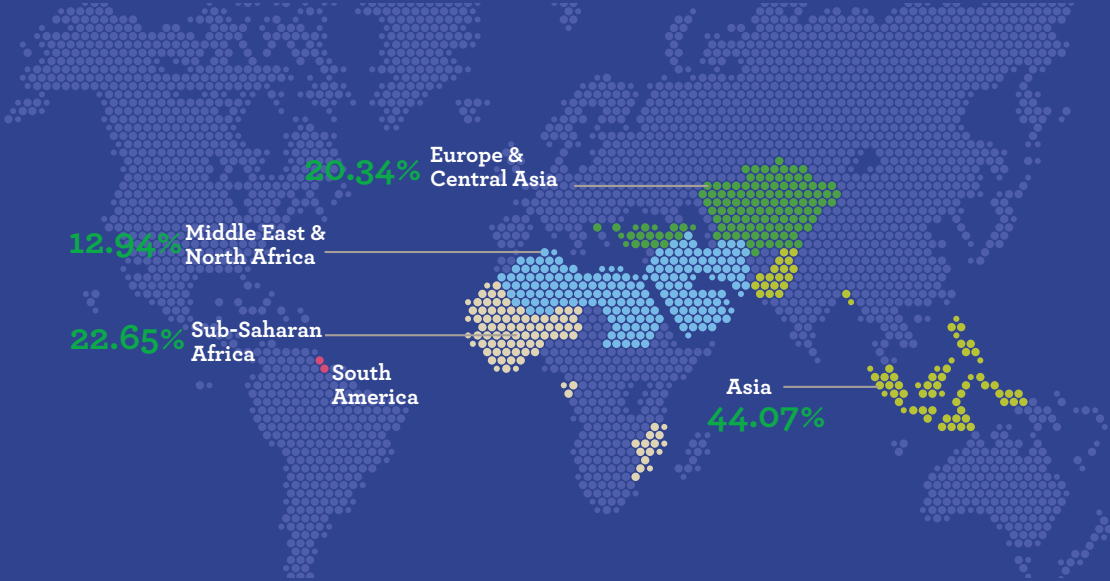 20.34%
Europe &
Central Asia
12.94%
Middle East &
North Africa
22.65%
Sub-Saharan
Africa
South
America
Asia
44.07%